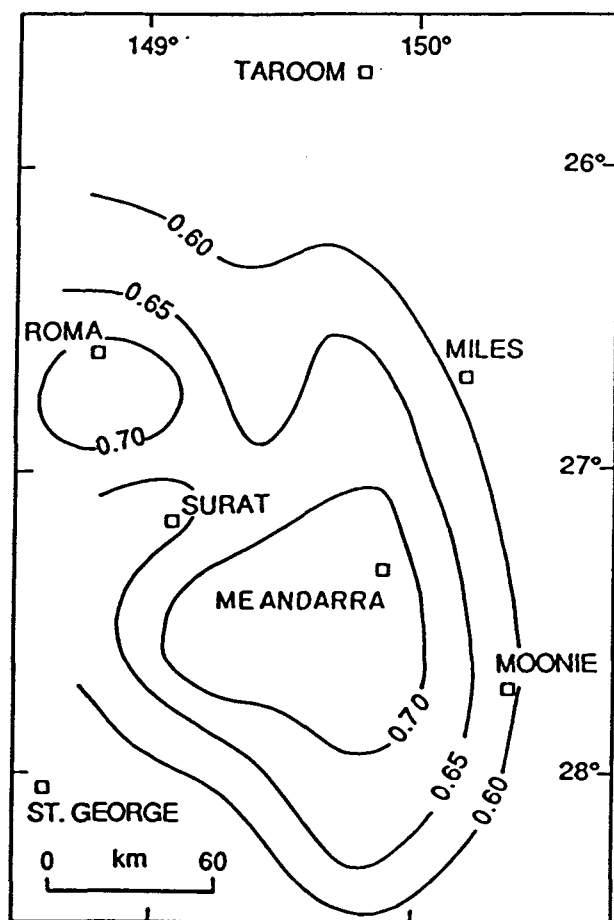 149°
150°
TAROOM
26°
0.60
0.65
ROMA
MILES
0.70
27°
SURAT
MEANDARRA
MOONIE
0.70
0.65
0.60
28°
ST. GEORGE
0 km 60